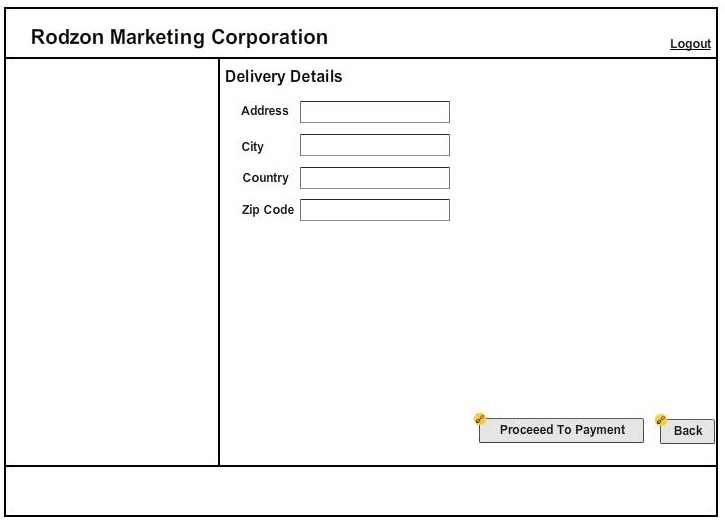 Rodzon Marketing Corporation
Logout
Delivery Details
Address
City
Country
Zip Code
Proceeed To Payment
Back